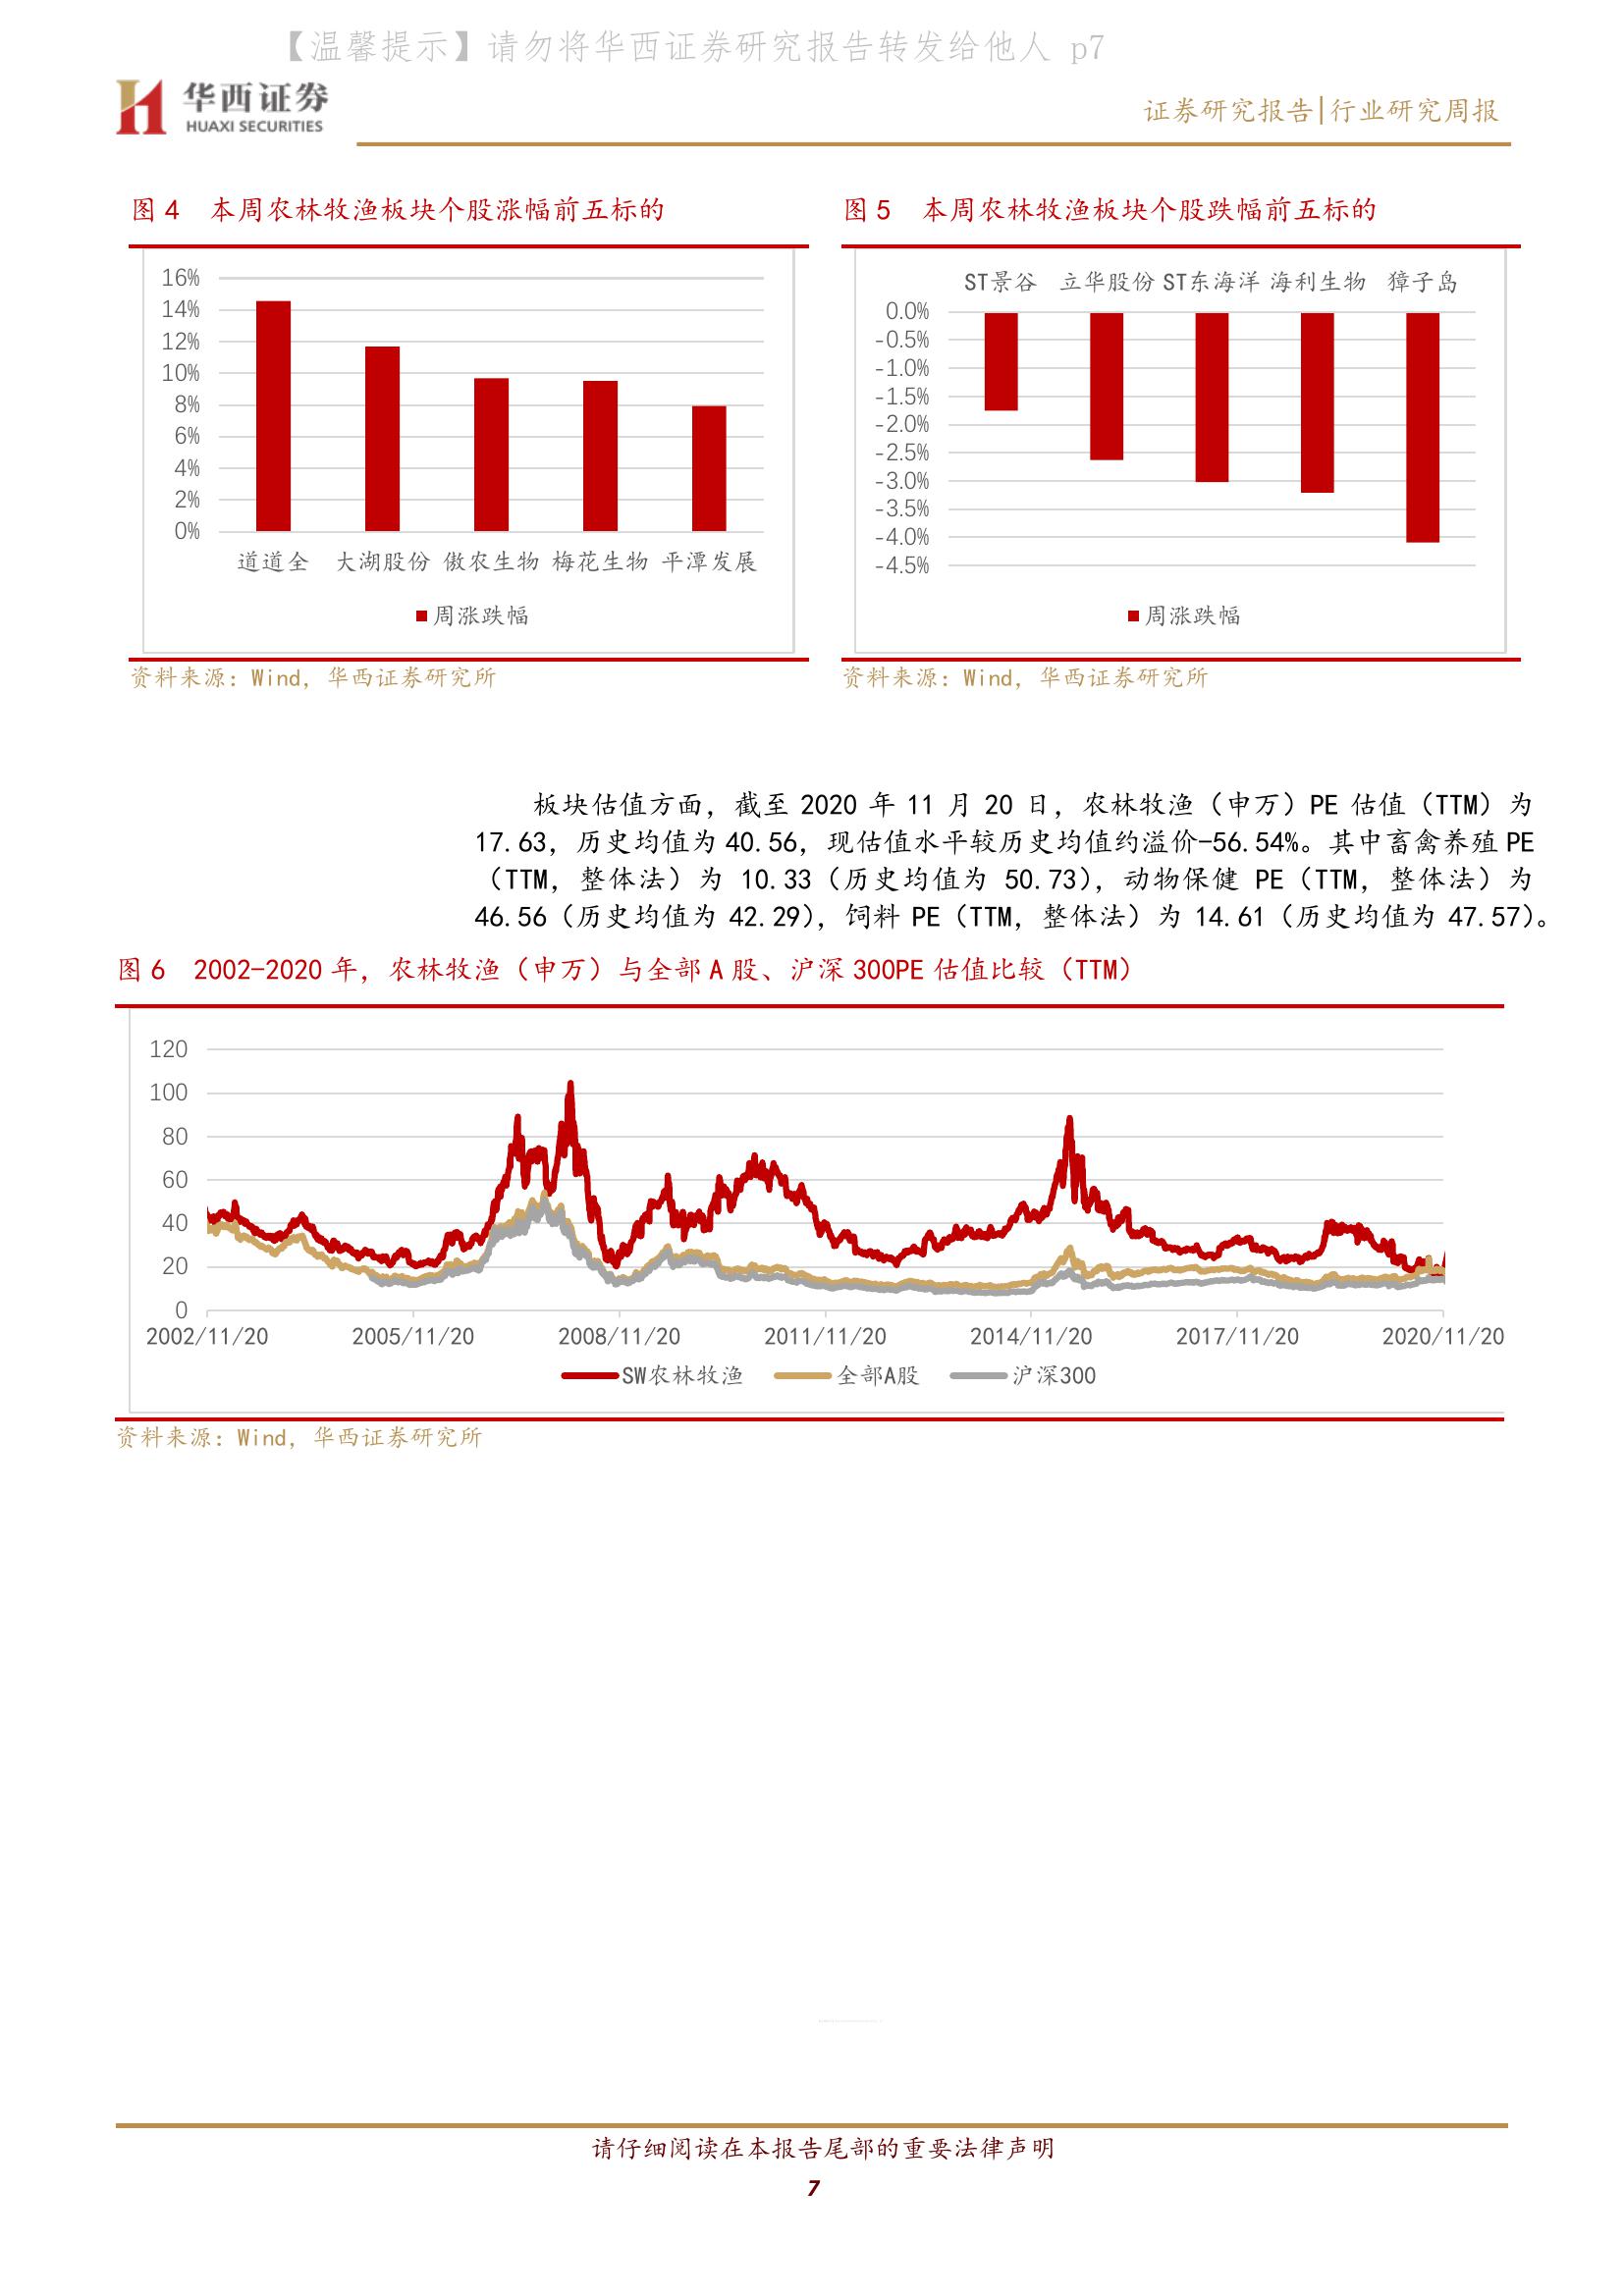 【温馨提示】请勿将华西证券研究报告转发给他人 p7
华西证券
HUAXI SECURITIES
证券研究报告|行业研究周报
图 4 本周农林牧渔板块个股涨幅前五标的
16%
14%
12%
10%
8%
6%
4%
2%
0%
道道全 大湖股份 傲农生物 梅花生物 平潭发展
周涨跌幅
资料来源：Wind，华西证券研究所
图 5 本周农林牧渔板块个股跌幅前五标的
ST景谷 立华股份 ST东海洋 海利生物 獐子岛
0.0%
-0.5%
-1.0%
-1.5%
-2.0%
-2.5%
-3.0%
-3.5%
-4.0%
-4.5%
周涨跌幅
资料来源：Wind，华西证券研究所
板块估值方面，截至 2020 年 11 月 20 日，农林牧渔（申万）PE 估值（TTM）为
17.63，历史均值为 40.56，现估值水平较历史均值约溢价-56.54%。其中畜禽养殖 PE
（TTM，整体法）为 10.33（历史均值为 50.73），动物保健 PE（TTM，整体法）为
46.56（历史均值为 42.29），饲料 PE（TTM，整体法）为 14.61（历史均值为 47.57）。
图 6 2002-2020 年，农林牧渔（申万）与全部 A 股、沪深 300PE 估值比较（TTM）
120
100
80
60
40
20
0
2002/11/20 2005/11/20 2008/11/20 2011/11/20 2014/11/20 2017/11/20 2020/11/20
SW农林牧渔 全部A股 沪深300
资料来源：Wind，华西证券研究所
请仔细阅读在本报告尾部的重要法律声明
7